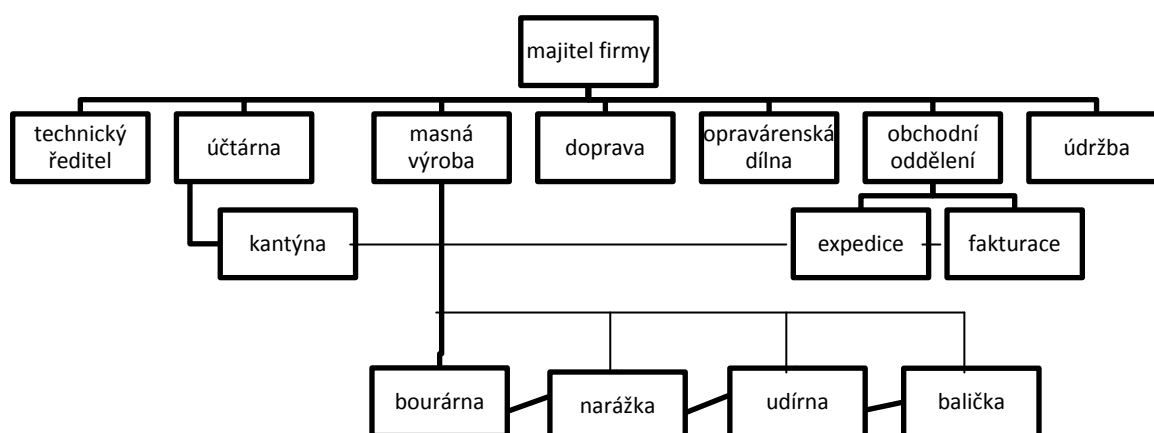 majitel firmy
technický
ředitel
účtárna
masná
výroba
doprava
opravárenská
dílna
obchodní
oddělení
údržba
kantýna
expedice
fakturace
bourárna
narážka
udírna
balička